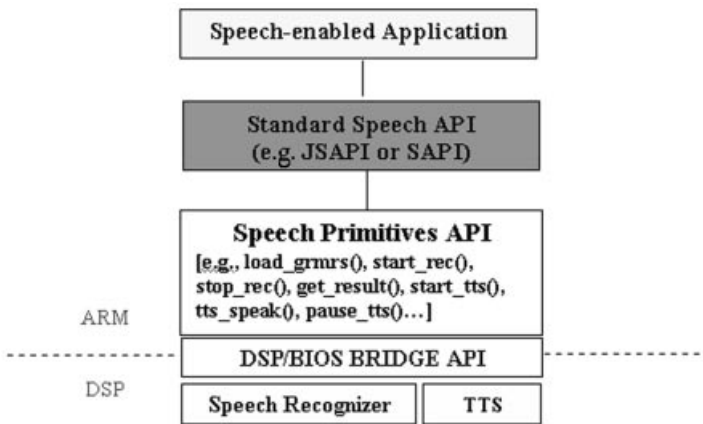 Speech-enabled Application
Standard Speech API
(e.g. JSAPI or SAPI)
Speech Primitives API
[e.g., load_grmrs(), start_rec(),
stop_rec(), get_result(), start_tts(),
tts_speak(), pause_tts()...]
ARM
DSP/BIOS BRIDGE API
DSP
Speech Recognizer
TTS